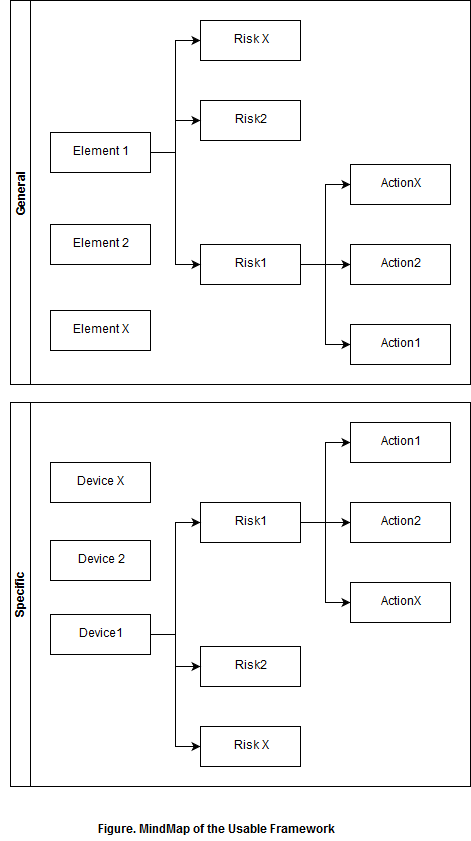 General
Risk X
Risk2
Element 1
ActionX
Element 2
Risk1
Action2
Element X
Action1
Specific
Action1
Device X
Risk1
Action2
Device 2
ActionX
Device1
Risk2
Risk X
Figure. MindMap of the Usable Framework